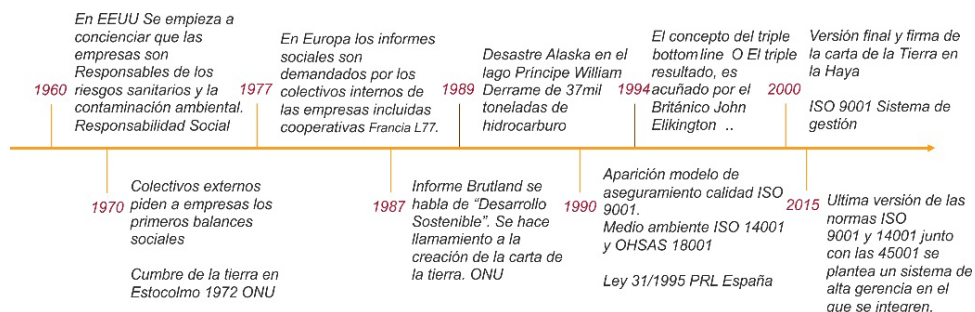 En EEUU Se empieza a
concienciar que las
empresas son
Responsables de los
riesgos sanitarios y la
contaminación ambiental.
Responsabilidad Social
1960
En Europa los informes
sociales son
demandados por los
colectivos internos de
las empresas incluidas
cooperativas Francia L77.
1977
Desastre Alaska en el
lago Príncipe William
Derrame de 37mil
toneladas de
hidrocarburo
1989
El concepto del triple
bottom line O El triple
resultado, es
acuñado por el
Británico John
Elikington ..
1994
Versión final y firma de
la carta de la Tierra en
la Haya
ISO 9001 Sistema de
gestión
2000
1970
Colectivos externos
piden a empresas los
primeros balances
sociales
Cumbre de la tierra en
Estocolmo 1972 ONU
1987
Informe Brutland se
habla de “Desarrollo
Sostenible”. Se hace
llamamiento a la
creación de la carta de
la tierra. ONU
1990
Aparición modelo de
aseguramiento calidad ISO
9001.
Medio ambiente ISO 14001
y OHSAS 18001
Ley 31/1995 PRL España
2015
Ultima versión de las
normas ISO
9001 y 14001 junto
con las 45001 se
plantea un sistema de
alta gerencia en el
que se integren.